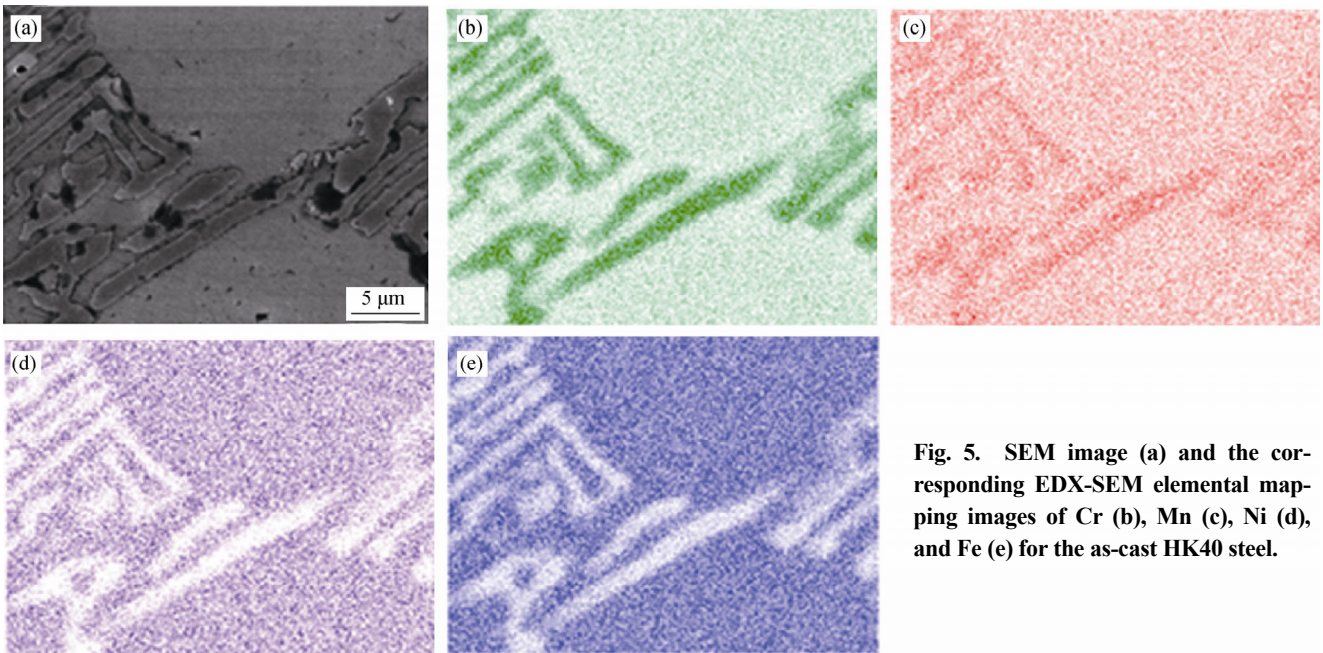 (a)
(b)
(c)
5 μm
(d)
(e)
Fig. 5. SEM image (a) and the cor-
responding EDX-SEM elemental map-
ping images of Cr (b), Mn (c), Ni (d),
and Fe (e) for the as-cast HK40 steel.